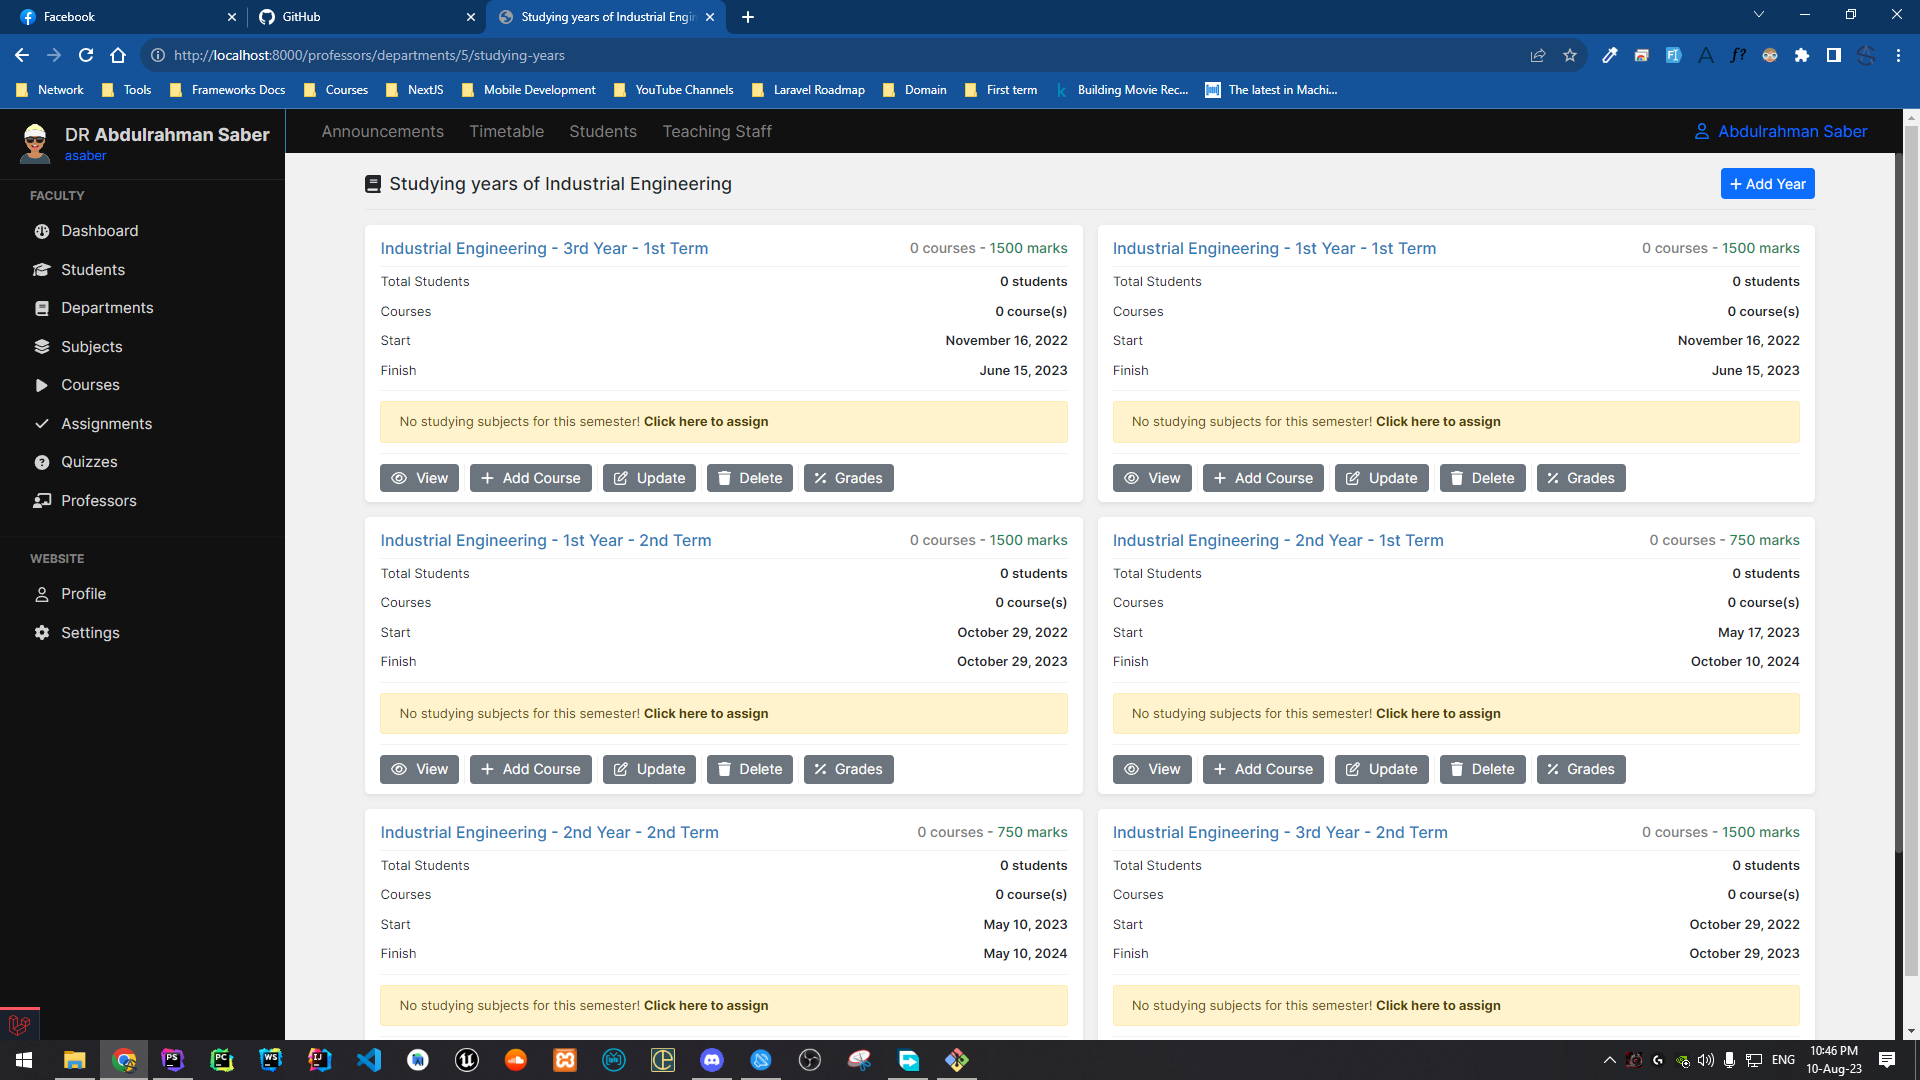 Facebook
GitHub
Studying years of Industrial Engin
http://localhost:8000/professors/departments/5/studying-years
Network
Tools
Frameworks Docs
Courses
NextJS
Mobile Development
YouTube Channels
Laravel Roadmap
Domain
First term
Building Movie Rec...
The latest in Machi...
DR Abdulrahman Saber
asaber
Announcements
Timetable
Students
Teaching Staff
Abdulrahman Saber
FACULTY
Dashboard
Students
Departments
Subjects
Courses
Assignments
Quizzes
Professors
WEBSITE
Profile
Settings
Studying years of Industrial Engineering
Add Year
Industrial Engineering - 3rd Year - 1st Term
0 courses - 1500 marks
Total Students 0 students
Courses 0 course(s)
Start November 16, 2022
Finish June 15, 2023
No studying subjects for this semester! Click here to assign
View Add Course Update Delete Grades
Industrial Engineering - 1st Year - 1st Term
0 courses - 1500 marks
Total Students 0 students
Courses 0 course(s)
Start November 16, 2022
Finish June 15, 2023
No studying subjects for this semester! Click here to assign
View Add Course Update Delete Grades
Industrial Engineering - 1st Year - 2nd Term
0 courses - 1500 marks
Total Students 0 students
Courses 0 course(s)
Start October 29, 2022
Finish October 29, 2023
No studying subjects for this semester! Click here to assign
View Add Course Update Delete Grades
Industrial Engineering - 2nd Year - 1st Term
0 courses - 750 marks
Total Students 0 students
Courses 0 course(s)
Start May 17, 2023
Finish October 10, 2024
No studying subjects for this semester! Click here to assign
View Add Course Update Delete Grades
Industrial Engineering - 2nd Year - 2nd Term
0 courses - 750 marks
Total Students 0 students
Courses 0 course(s)
Start May 10, 2023
Finish May 10, 2024
No studying subjects for this semester! Click here to assign
Industrial Engineering - 3rd Year - 2nd Term
0 courses - 1500 marks
Total Students 0 students
Courses 0 course(s)
Start October 29, 2022
Finish October 29, 2023
No studying subjects for this semester! Click here to assign
PS
PC
WS
IJ
ENG
10:46 PM
10-Aug-23